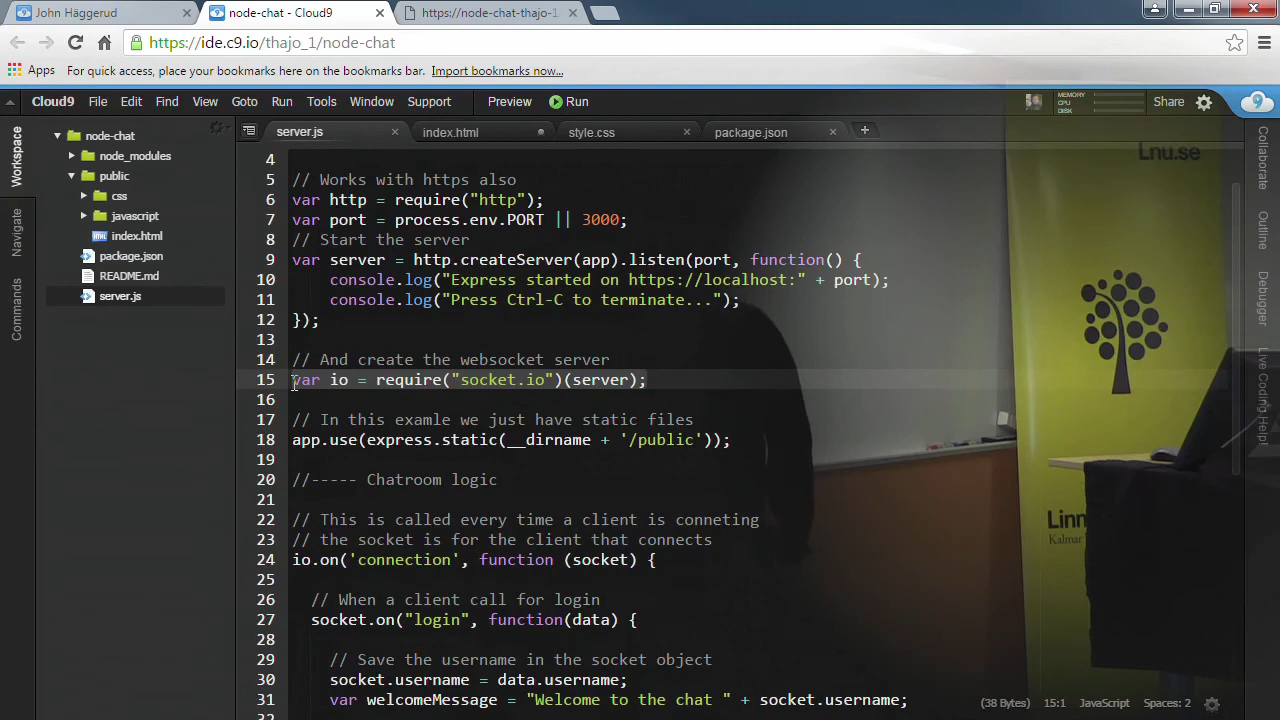 John Häggerud
node-chat - Cloud9
https://node-chat-thajo-1
https://ide.c9.io/thajo_1/node-chat
Apps For quick access, place your bookmarks here on the bookmarks bar. Import bookmarks now...
Cloud9 File Edit Find View Goto Run Tools Window Support Preview Run
MEMORY
CPU
DISK
Share
Workspace
Navigate
Commands
node-chat
node_modules
public
css
javascript
index.html
package.json
README.md
server.js
server.js index.html style.css package.json
4
5 // Works with https also
6 var http = require("http");
7 var port = process.env.PORT || 3000;
8 // Start the server
9 var server = http.createServer(app).listen(port, function() {
10 console.log("Express started on https://localhost:" + port);
11 console.log("Press Ctrl-C to terminate...");
12 });
13
14 // And create the websocket server
15 var io = require("socket.io")(server);
16
17 // In this examle we just have static files
18 app.use(express.static(__dirname + '/public'));
19
20 //----- Chatroom logic
21
22 // This is called every time a client is conneting
23 // the socket is for the client that connects
24 io.on('connection', function (socket) {
25
26 // When a client call for login
27 socket.on("login", function(data) {
28
29 // Save the username in the socket object
30 socket.username = data.username;
31 var welcomeMessage = "Welcome to the chat " + socket.username;
32
(38 Bytes) 15:1 JavaScript Spaces: 2
Collaborate
Outline
Debugger
Live Coding Help!
Lnu.se
Linn
Kalmar